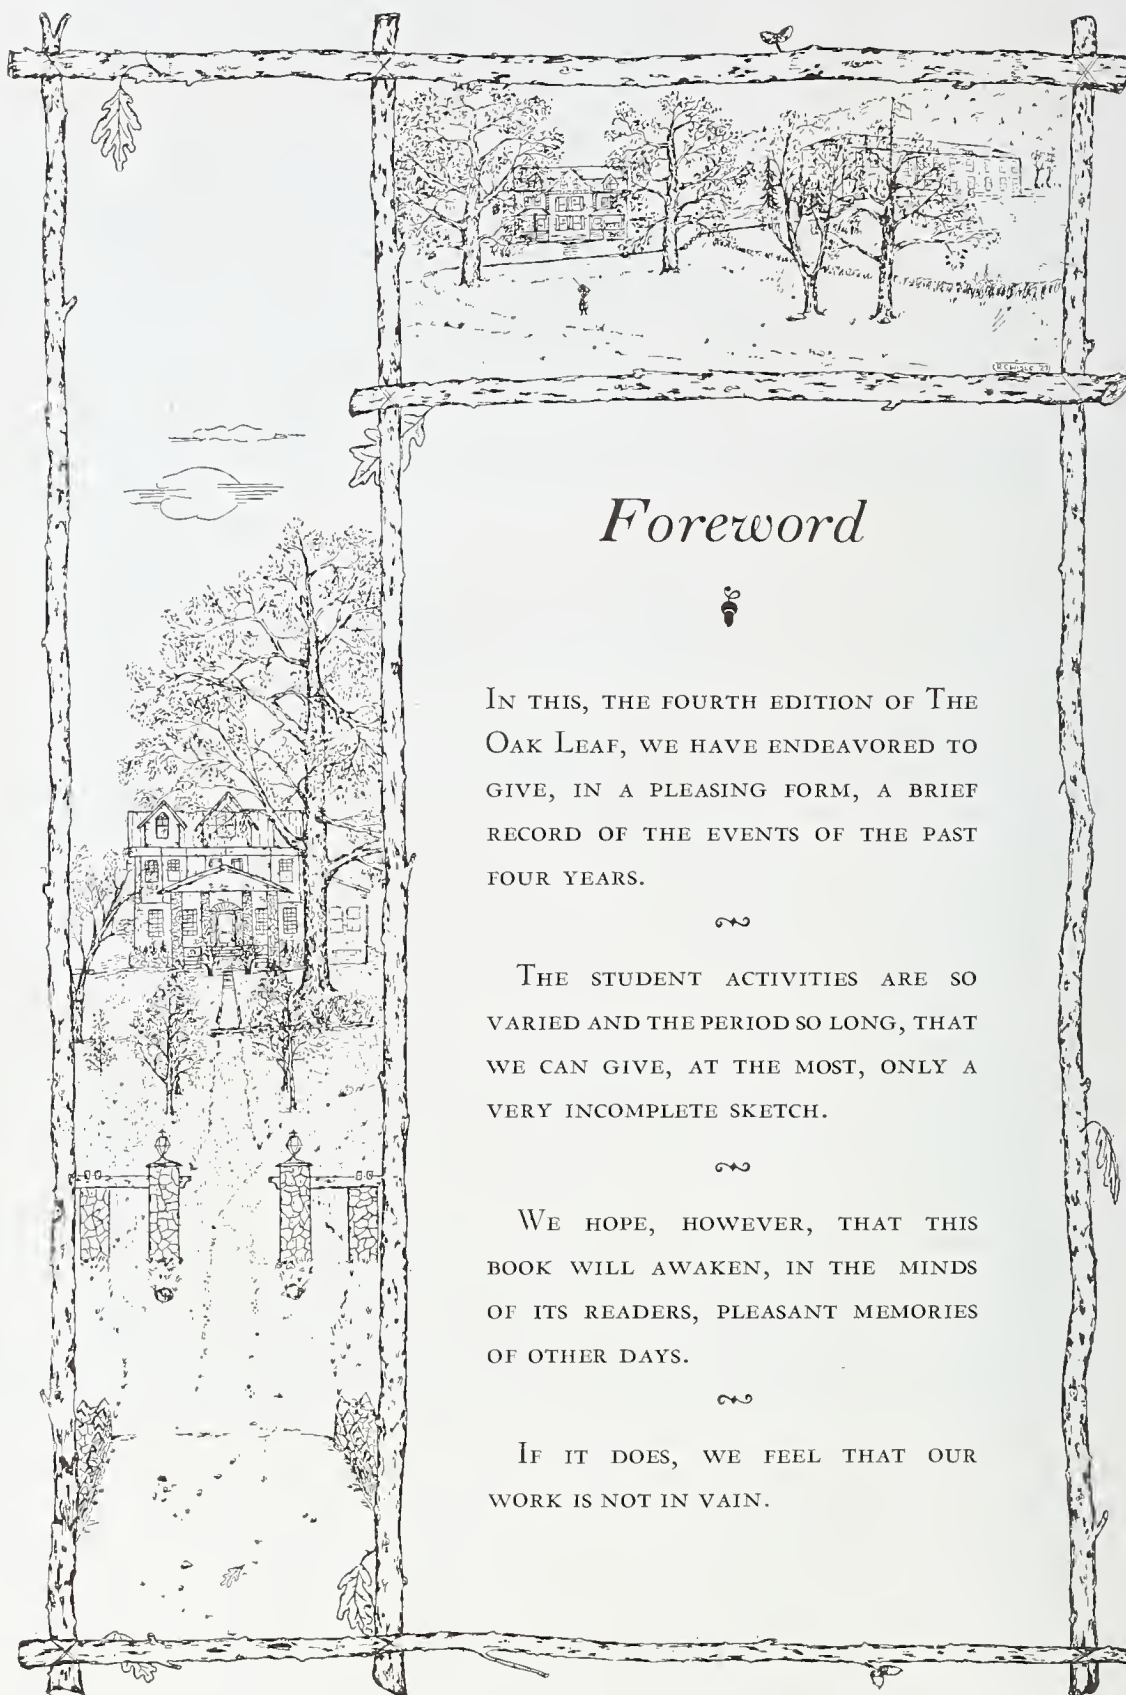 Foreword
In this, the fourth edition of The
Oak Leaf, we have endeavored to
give, in a pleasing form, a brief
record of the events of the past
four years.
The student activities are so
varied and the period so long, that
we can give, at the most, only a
very incomplete sketch.
We hope, however, that this
book will awaken, in the minds
of its readers, pleasant memories
of other days.
If it does, we feel that our
work is not in vain.